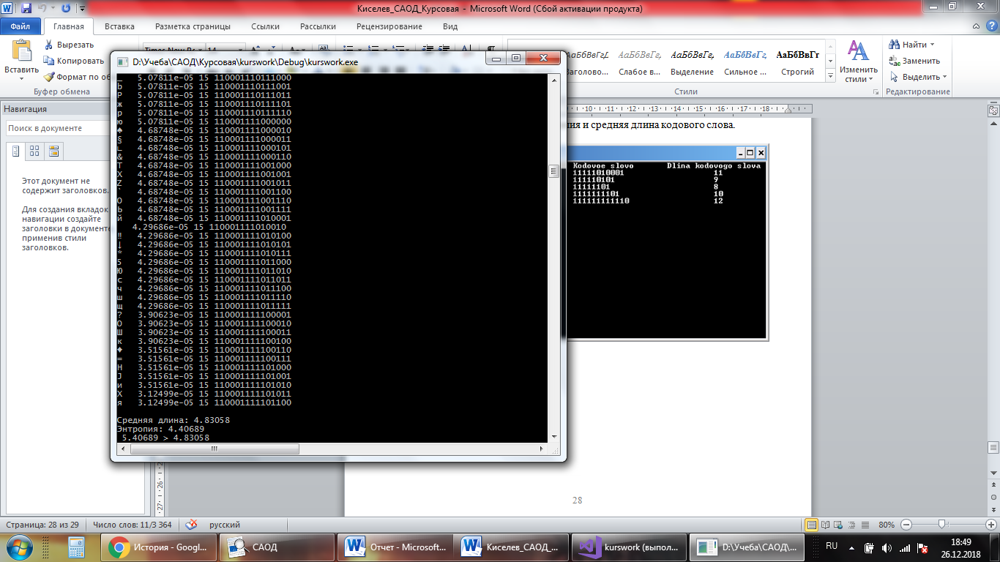 Киселев_САОД_Курсовая - Microsoft Word (Сбой активации продукта)
Файл Главная Вставка Разметка страницы Ссылки Рассылки Рецензирование Вид
Вставить
Вырезать
Копировать
Формат по об
Буфер обмена
Заголово... Слабое в... Выделение Сильное ... Строгий
Изменить стили
Стили
Найти
Заменить
Выделить
Редактирование
Навигация
Поиск в документе
Этот документ не
содержит заголовков.
Для создания вкладок
навигации создайте
заголовки в документе,
применив стили
заголовков.
D:\Учеба\САОД\Курсовая\kurswork\Debug\kurswork.exe
_ 5.07811e-05 15 110001110111000
b 5.07811e-05 15 110001110111001
P 5.07811e-05 15 110001110111011
ж 5.07811e-05 15 110001110111101
р 5.07811e-05 15 110001110111110
ю 5.07811e-05 15 110001111000000
♠ 4.68748e-05 15 110001111000010
§ 4.68748e-05 15 110001111000011
∟ 4.68748e-05 15 110001111000101
& 4.68748e-05 15 110001111000110
T 4.68748e-05 15 110001111001000
X 4.68748e-05 15 110001111001001
Z 4.68748e-05 15 110001111001011
` 4.68748e-05 15 110001111001100
О 4.68748e-05 15 110001111001110
Ь 4.68748e-05 15 110001111001111
й 4.68748e-05 15 110001111010001
4.29686e-05 15 110001111010010
‼ 4.29686e-05 15 110001111010100
↓ 4.29686e-05 15 110001111010101
* 4.29686e-05 15 110001111010111
5 4.29686e-05 15 110001111011000
Ю 4.29686e-05 15 110001111011010
с 4.29686e-05 15 110001111011011
ч 4.29686e-05 15 110001111011100
ш 4.29686e-05 15 110001111011110
щ 4.29686e-05 15 110001111011111
? 3.90623e-05 15 110001111100001
O 3.90623e-05 15 110001111100010
Ш 3.90623e-05 15 110001111100011
к 3.90623e-05 15 110001111100100
♦ 3.51561e-05 15 110001111100110
= 3.51561e-05 15 110001111100111
H 3.51561e-05 15 110001111101000
J 3.51561e-05 15 110001111101001
и 3.51561e-05 15 110001111101010
Х 3.12499e-05 15 110001111101011
я 3.12499e-05 15 110001111101100
Средняя длина: 4.83058
Энтропия: 4.40689
5.40689 > 4.83058
и средняя длина кодового слова.
Kodovoe slovo Dlina kodovogo slova
11111010001 11
111110101 9
11111101 8
1111111101 10
111111111110 12
28
Страница: 28 из 29 Число слов: 11/3 364 русский 80%
История - Googl... САОД Отчет - Microsoft... Киселев_САОД_... kurswork (выпол... D:\Учеба\САОД\... RU 18:49
26.12.2018